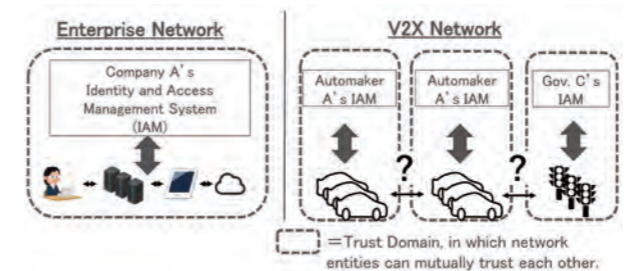 Enterprise Network
Company A's
Identity and Access
Management System
(IAM)
V2X Network
Automaker
A's IAM
Automaker
A's IAM
Gov. C's
IAM
?
?
=Trust Domain, in which network
entities can mutually trust each other.